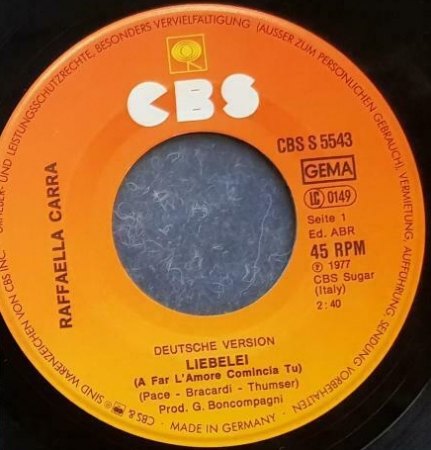 CBS
CBS S 5543
GEMA
LC 0149
Seite 1
Ed. ABR
45 RPM
℗ 1977
CBS Sugar
(Italy)
2:40
RAFFAELLA CARRA
DEUTSCHE VERSION
LIEBELEI
(A Far L'Amore Comincia Tu)
(Pace - Bracardi - Thumser)
Prod. G. Boncompagni
UND LEISTUNGSSCHUTZRECHTE, BESONDERS VERVIELFÄLTIGUNG (AUSSER ZUM PERSÖNLICHEN GEBRAUCH), VERMIETUNG, AUFFÜHRUNG, SENDUNG VORBEHALTEN
CBS & SIND WARENZEICHEN VON CBS INC.
• MADE IN GERMANY •